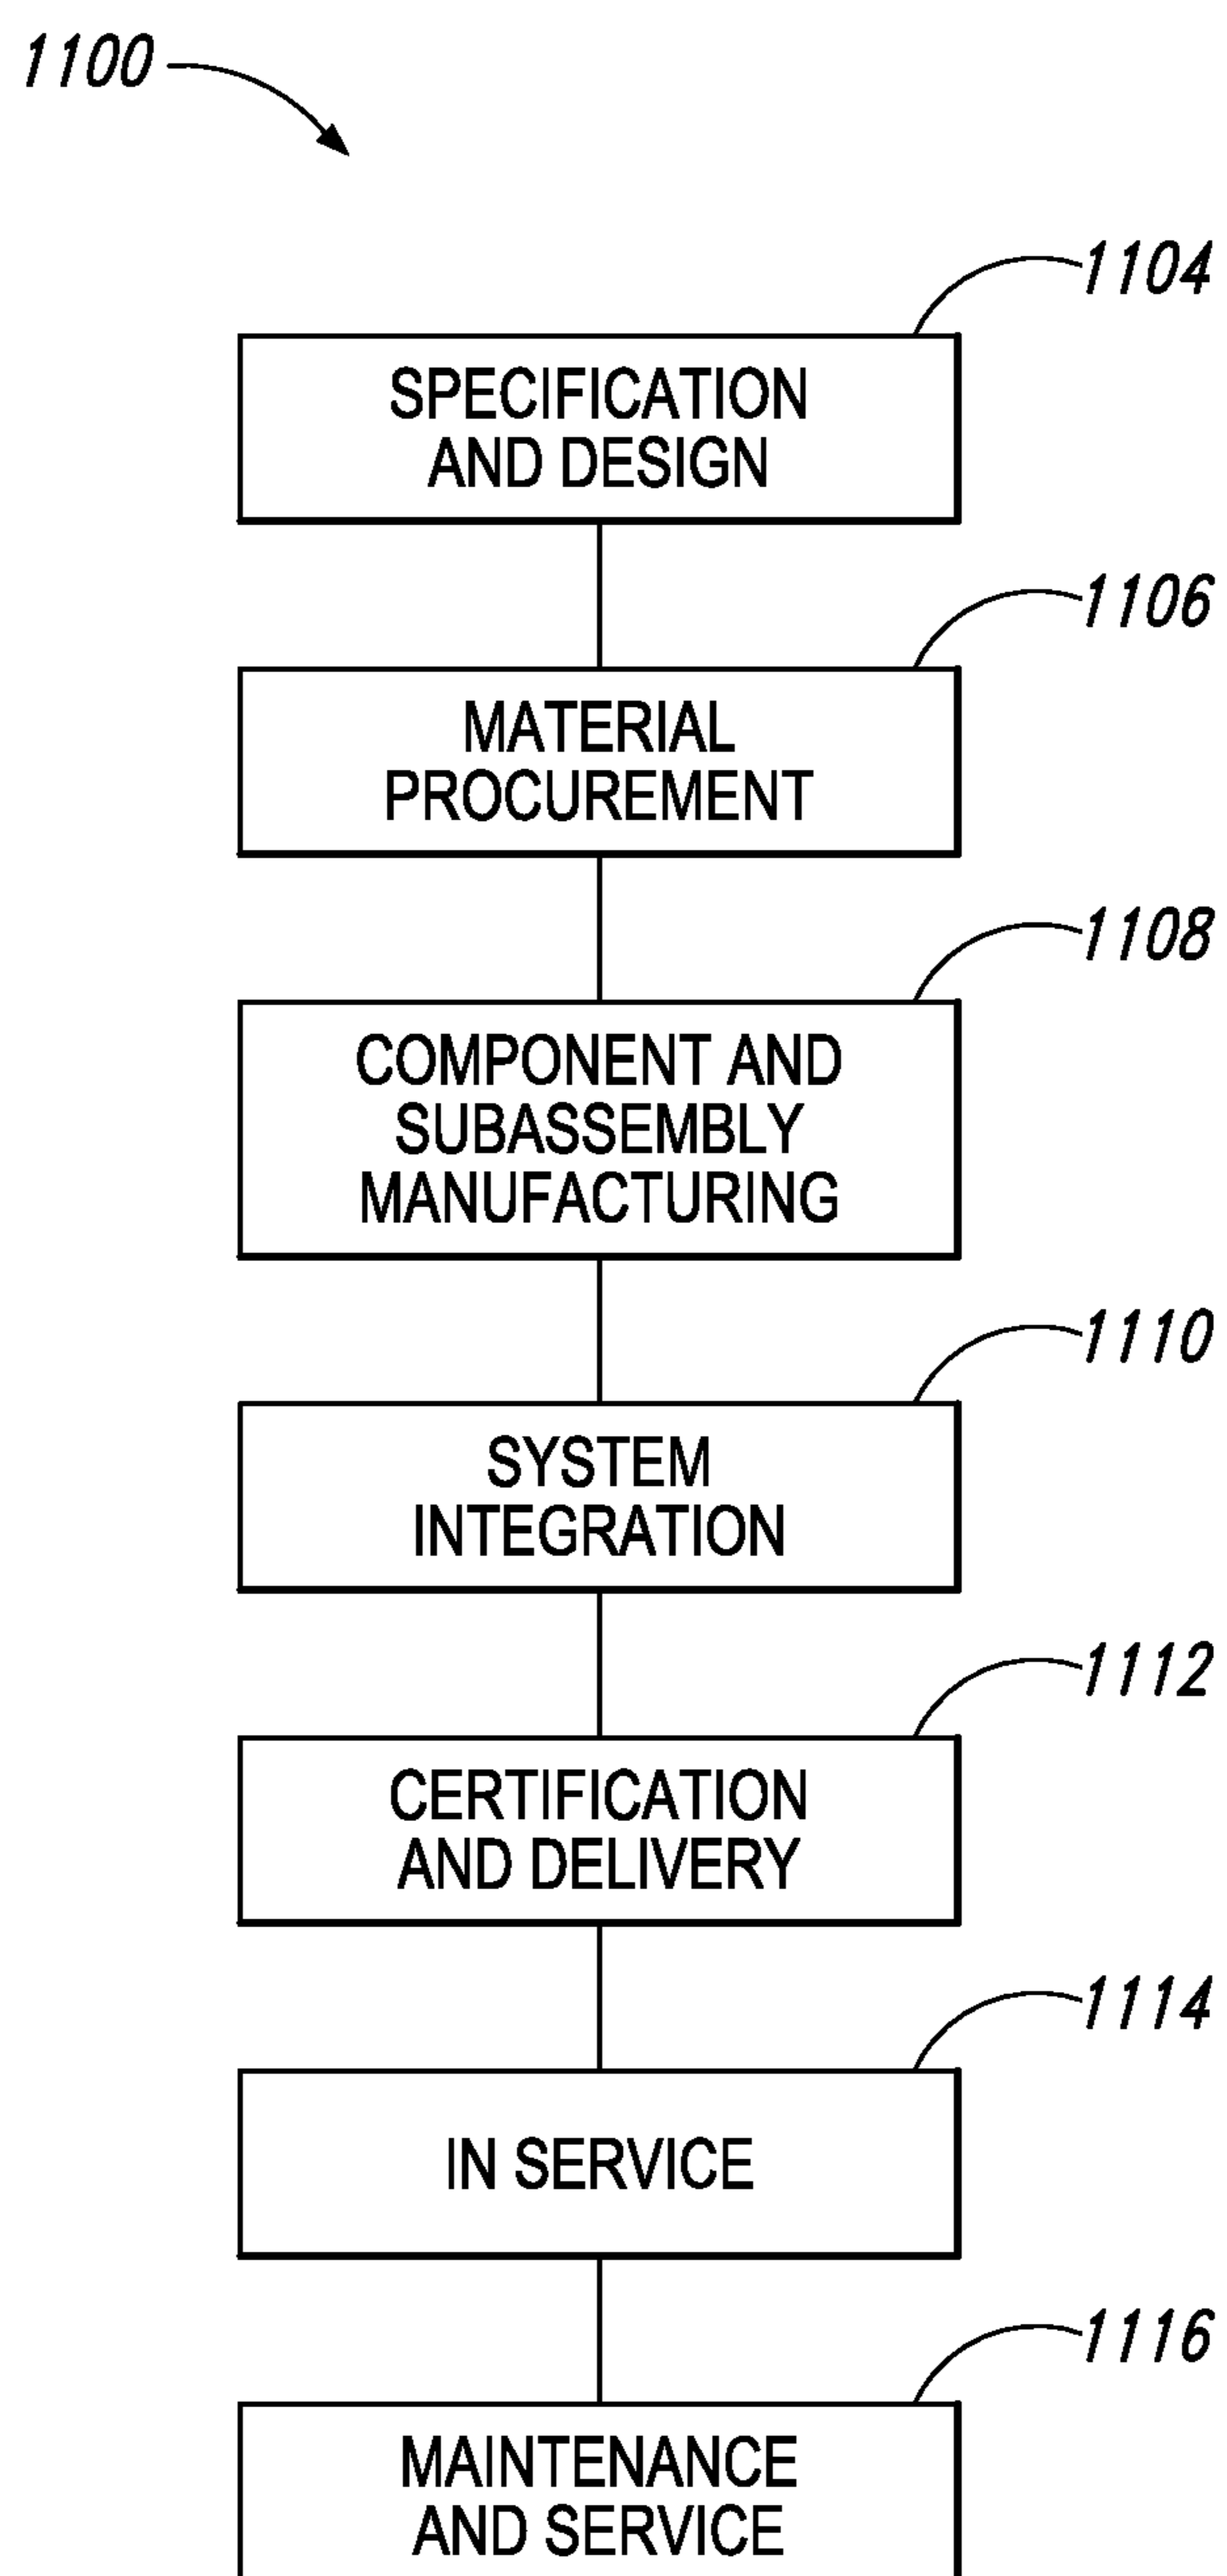 1100
1104
SPECIFICATION
AND DESIGN
1106
MATERIAL
PROCUREMENT
1108
COMPONENT AND
SUBASSEMBLY
MANUFACTURING
1110
SYSTEM
INTEGRATION
1112
CERTIFICATION
AND DELIVERY
1114
IN SERVICE
1116
MAINTENANCE
AND SERVICE